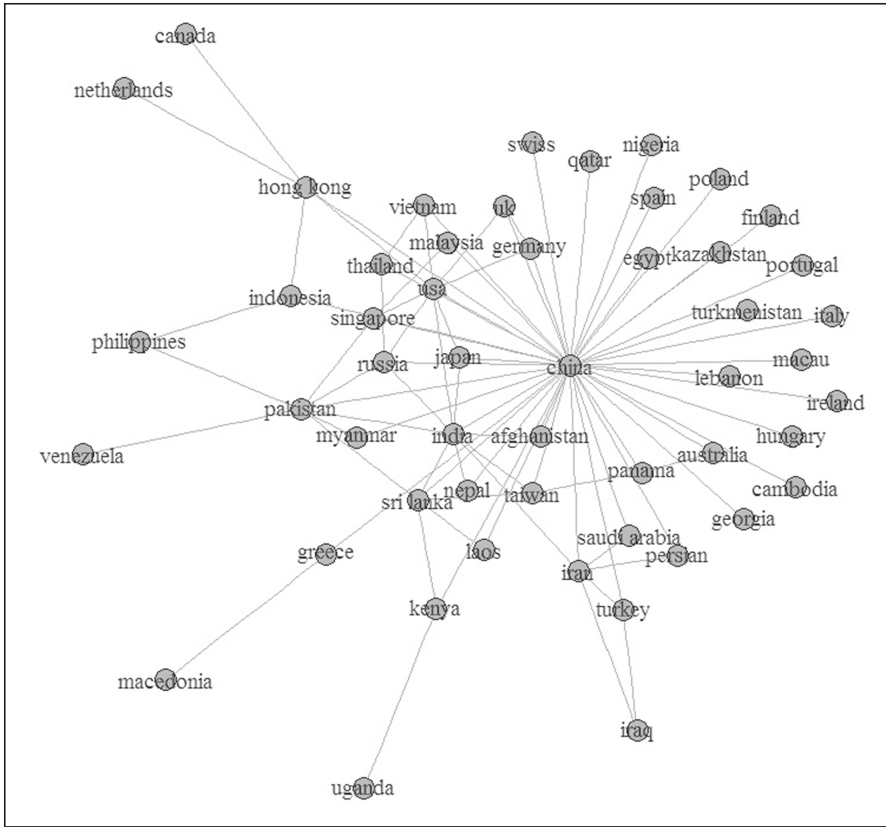 canada
netherlands
swiss
nigeria
qatar
hong kong
poland
vietnam
uk
spain
finland
malaysia
germany
egypt
kazakhstan
thailand
portugal
usa
indonesia
singapore
turkmenistan
italy
philippines
russia
japan
china
macau
lebanon
pakistan
ireland
myanmar
india
afghanistan
hungary
venezuela
australia
panama
sri lanka
nepal
taiwan
cambodia
georgia
greece
laos
saudi arabia
persian
iran
kenya
turkey
macedonia
iraq
uganda